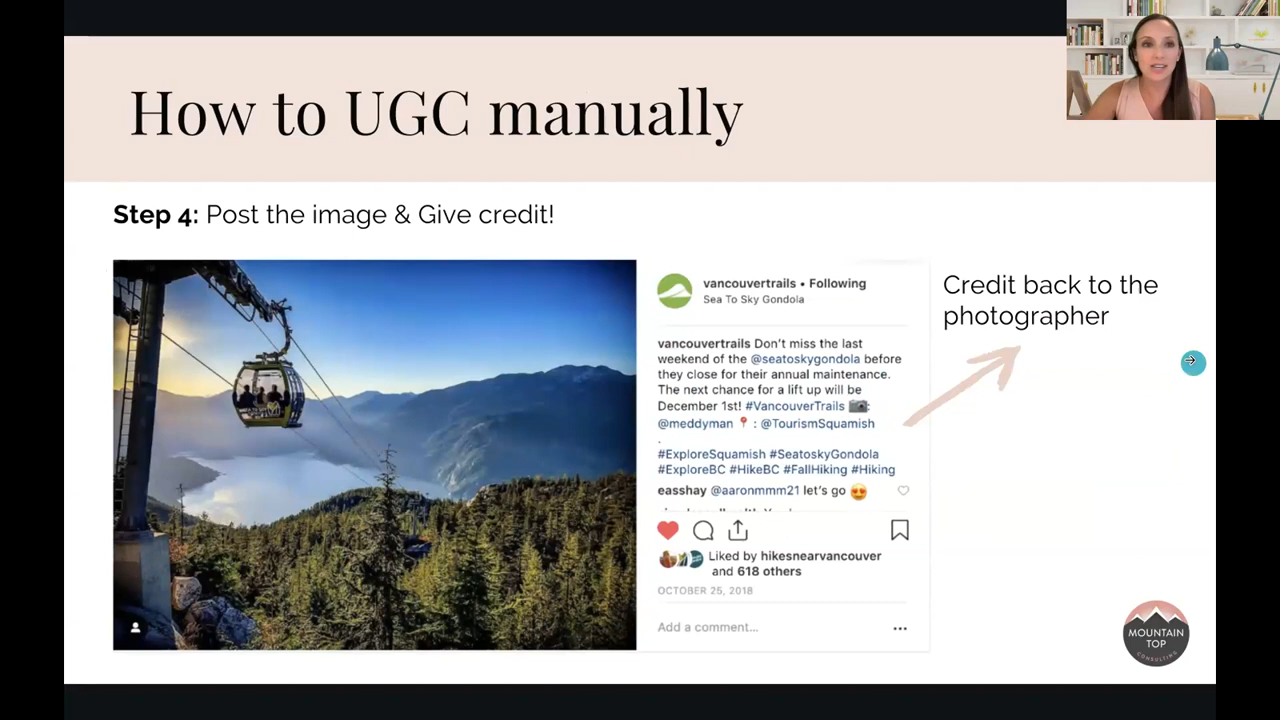 How to UGC manually
Step 4: Post the image & Give credit!
vancouvertrails • Following
Sea To Sky Gondola
vancouvertrails Don't miss the last
weekend of the @seatoskygondola before
they close for their annual maintenance.
The next chance for a lift up will be
December 1st! #VancouverTrails 📷:
@meddyman 📍 : @TourismSquamish
.
#ExploreSquamish #SeatoskyGondola
#ExploreBC #HikeBC #FallHiking #Hiking
easshay @aaronmmm21 let's go 😍
Liked by hikesnearvancouver
and 618 others
OCTOBER 25, 2018
Add a comment...
Credit back to the
photographer
MOUNTAIN
TOP
CONSULTING